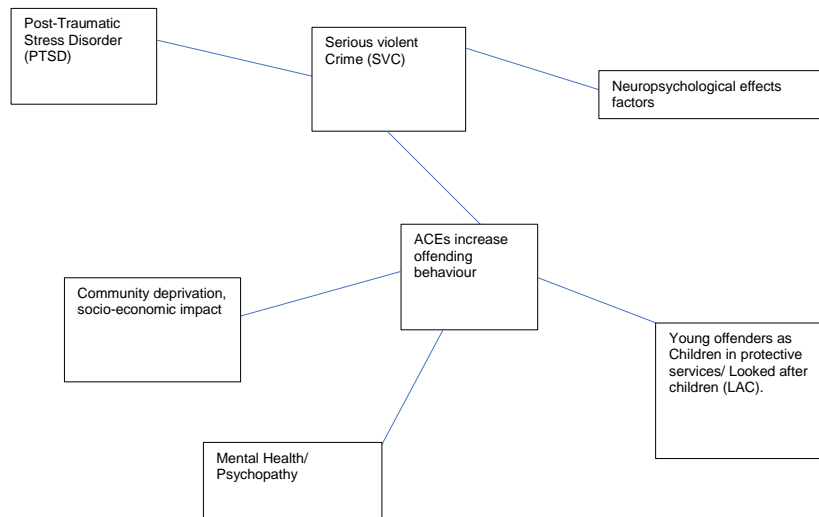 Post-Traumatic
Stress Disorder
(PTSD)
Serious violent
Crime (SVC)
Neuropsychological effects
factors
ACEs increase
offending
behaviour
Community deprivation,
socio-economic impact
Young offenders as
Children in protective
services/ Looked after
children (LAC).
Mental Health/
Psychopathy